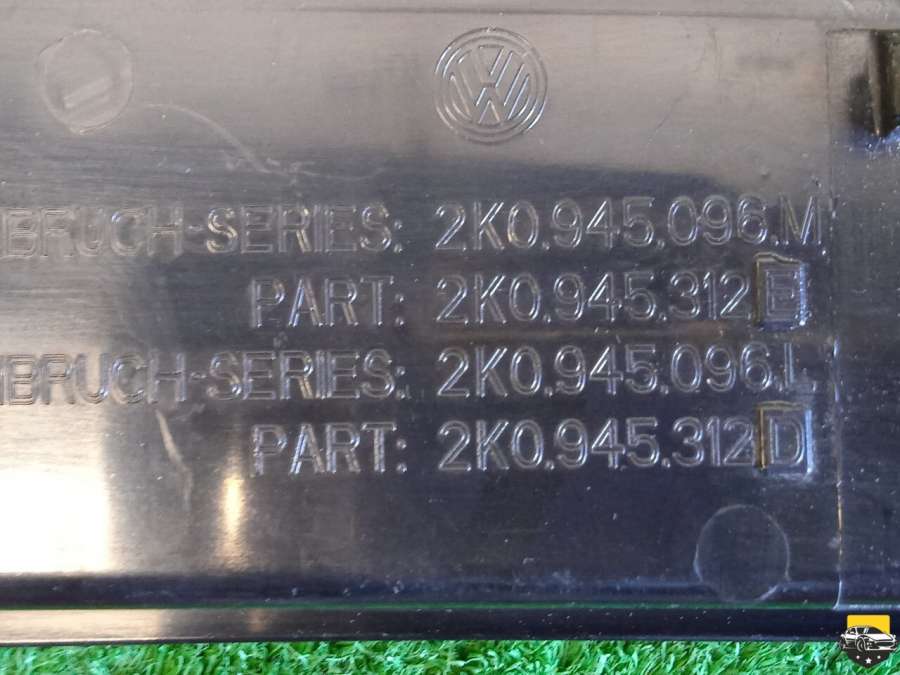 BRUCH-SERIES: 2K0.945.096.M
PART: 2K0.945.312 E
BRUCH-SERIES: 2K0.945.096.L
PART: 2K0.945.312 D